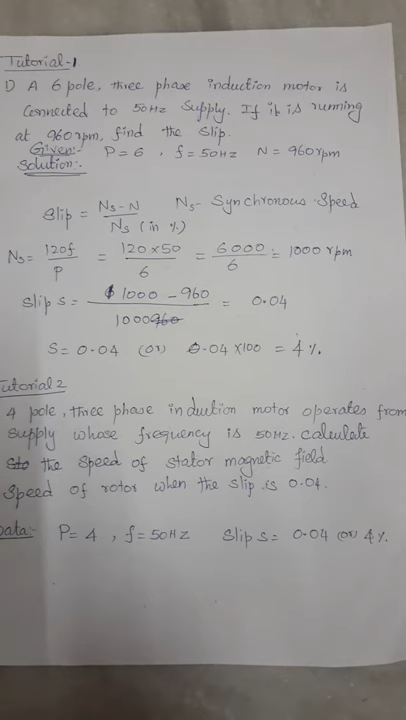 Tutorial-1
1) A 6 pole, three phase induction motor is
connected to 50Hz supply. If it is running
at 960 rpm, find the slip.
Given:- P=6, f=50Hz N=960rpm
Solution:-
Slip = Ns-N / Ns (in %) Ns- Synchronous Speed
Ns = 120f / P = 120×50 / 6 = 6000 / 6 = 1000 rpm
Slip s = 1000-960 / 1000 = 0.04
S=0.04 (or) 0.04×100 = 4%.
Tutorial 2
4 pole, three phase induction motor operates from
supply whose frequency is 50Hz. calculate
the speed of stator magnetic field
speed of rotor when the slip is 0.04.
Data:- P=4, f=50HZ Slip s= 0.04 (or) 4%.